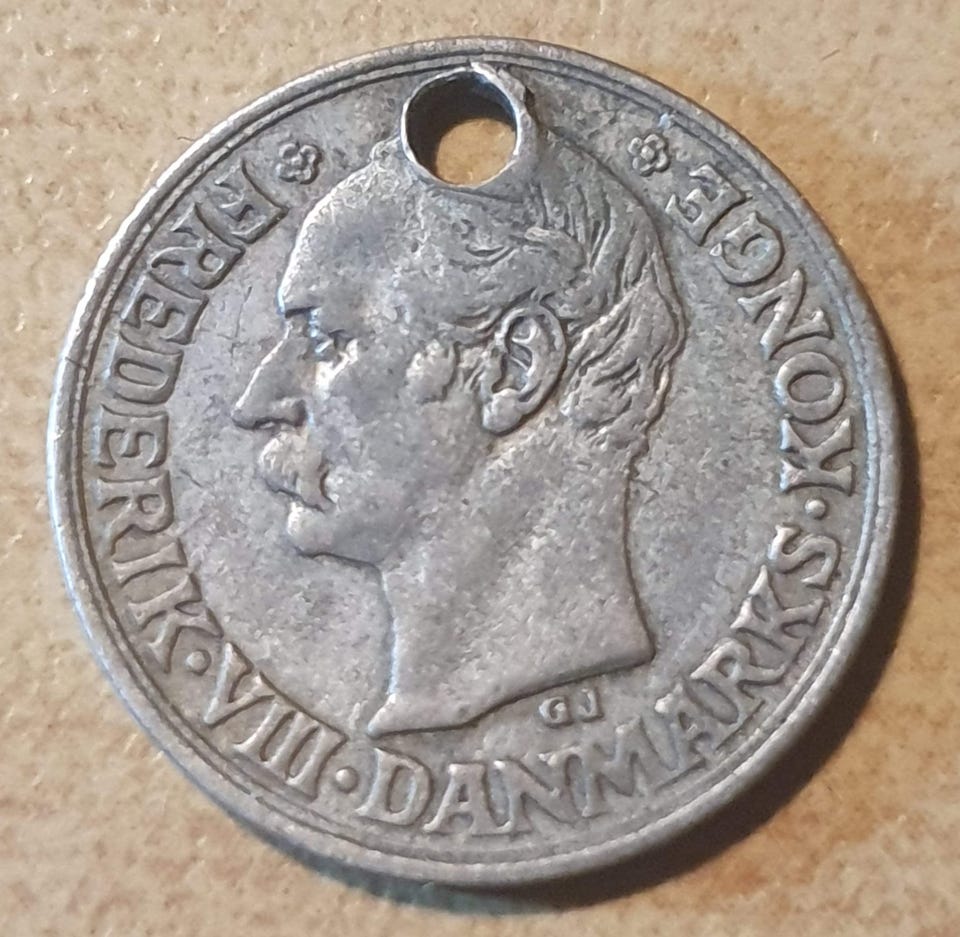 FREDERIK · VIII · DANMARKS · KONGE
GJ